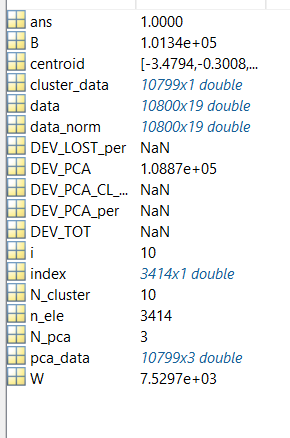 ans 1.0000
B 1.0134e+05
centroid [-3.4794,-0.3008,...
cluster_data 10799x1 double
data 10800x19 double
data_norm 10800x19 double
DEV_LOST_per NaN
DEV_PCA 1.0887e+05
DEV_PCA_CL_... NaN
DEV_PCA_per NaN
DEV_TOT NaN
i 10
index 3414x1 double
N_cluster 10
n_ele 3414
N_pca 3
pca_data 10799x3 double
W 7.5297e+03